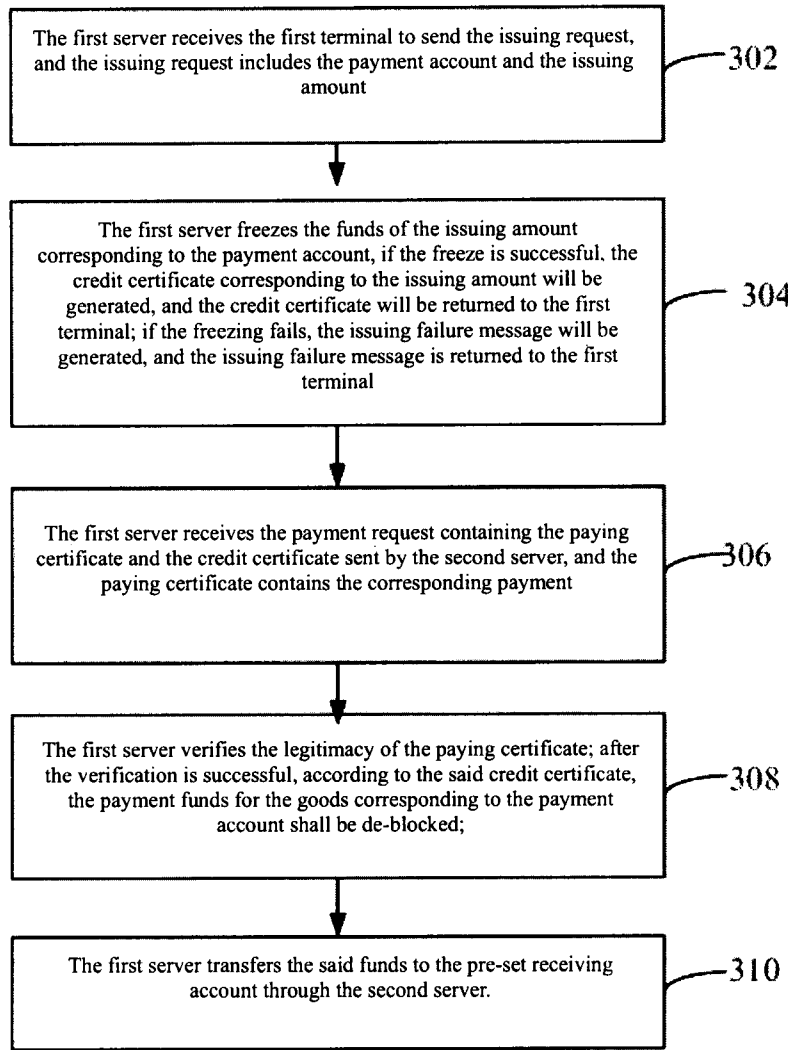 The first server receives the first terminal to send the issuing request,
and the issuing request includes the payment account and the issuing
amount
302
The first server freezes the funds of the issuing amount
corresponding to the payment account, if the freeze is successful, the
credit certificate corresponding to the issuing amount will be
generated, and the credit certificate will be returned to the first
terminal; if the freezing fails, the issuing failure message will be
generated, and the issuing failure message is returned to the first
terminal
304
The first server receives the payment request containing the paying
certificate and the credit certificate sent by the second server, and the
paying certificate contains the corresponding payment
306
The first server verifies the legitimacy of the paying certificate; after
the verification is successful, according to the said credit certificate,
the payment funds for the goods corresponding to the payment
account shall be de-blocked;
308
The first server transfers the said funds to the pre-set receiving
account through the second server.
310